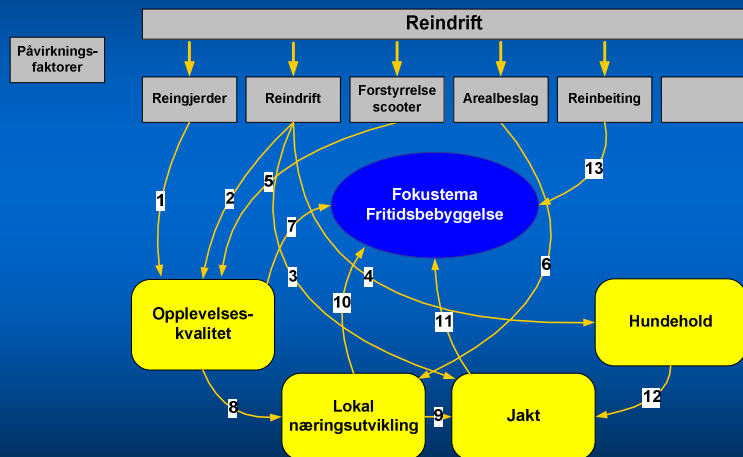 Reindrift
Påvirknings-
faktorer
Reingjerder
Reindrift
Forstyrrelse
scooter
Arealbeslag
Reinbeiting
13
Fokustema
Fritidsbebyggelse
1
2
5
7
3
4
6
10
11
Opplevelses-
kvalitet
Hundehold
8
Lokal
næringsutvikling
9
Jakt
12